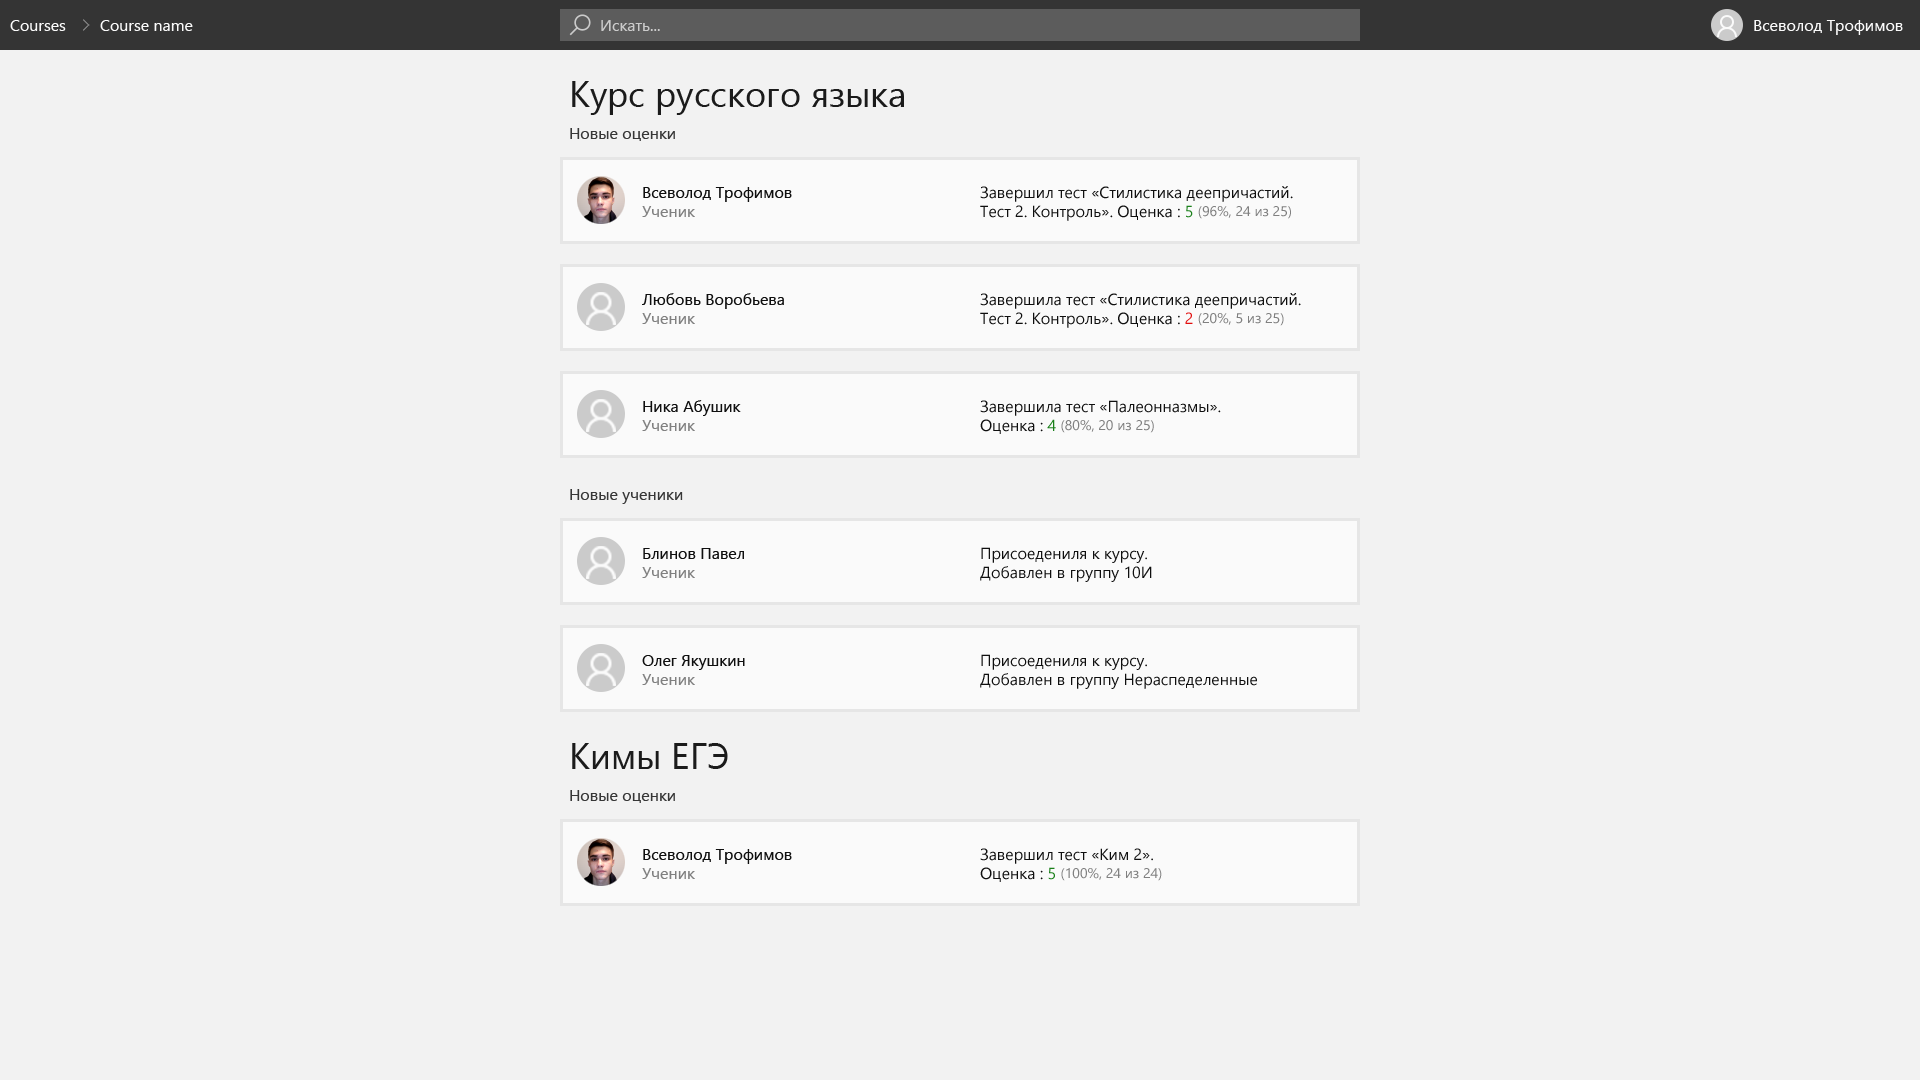 Courses
Course name
Искать...
Всеволод Трофимов
Курс русского языка
Новые оценки
Всеволод Трофимов
Ученик
Завершил тест «Стилистика деепричастий.
Тест 2. Контроль». Оценка : 5 (96%, 24 из 25)
Любовь Воробьева
Ученик
Завершила тест «Стилистика деепричастий.
Тест 2. Контроль». Оценка : 2 (20%, 5 из 25)
Ника Абушик
Ученик
Завершила тест «Палеонназмы».
Оценка : 4 (80%, 20 из 25)
Новые ученики
Блинов Павел
Ученик
Присоедениля к курсу.
Добавлен в группу 10И
Олег Якушкин
Ученик
Присоедениля к курсу.
Добавлен в группу Нераспеделенные
Кимы ЕГЭ
Новые оценки
Всеволод Трофимов
Ученик
Завершил тест «Ким 2».
Оценка : 5 (100%, 24 из 24)